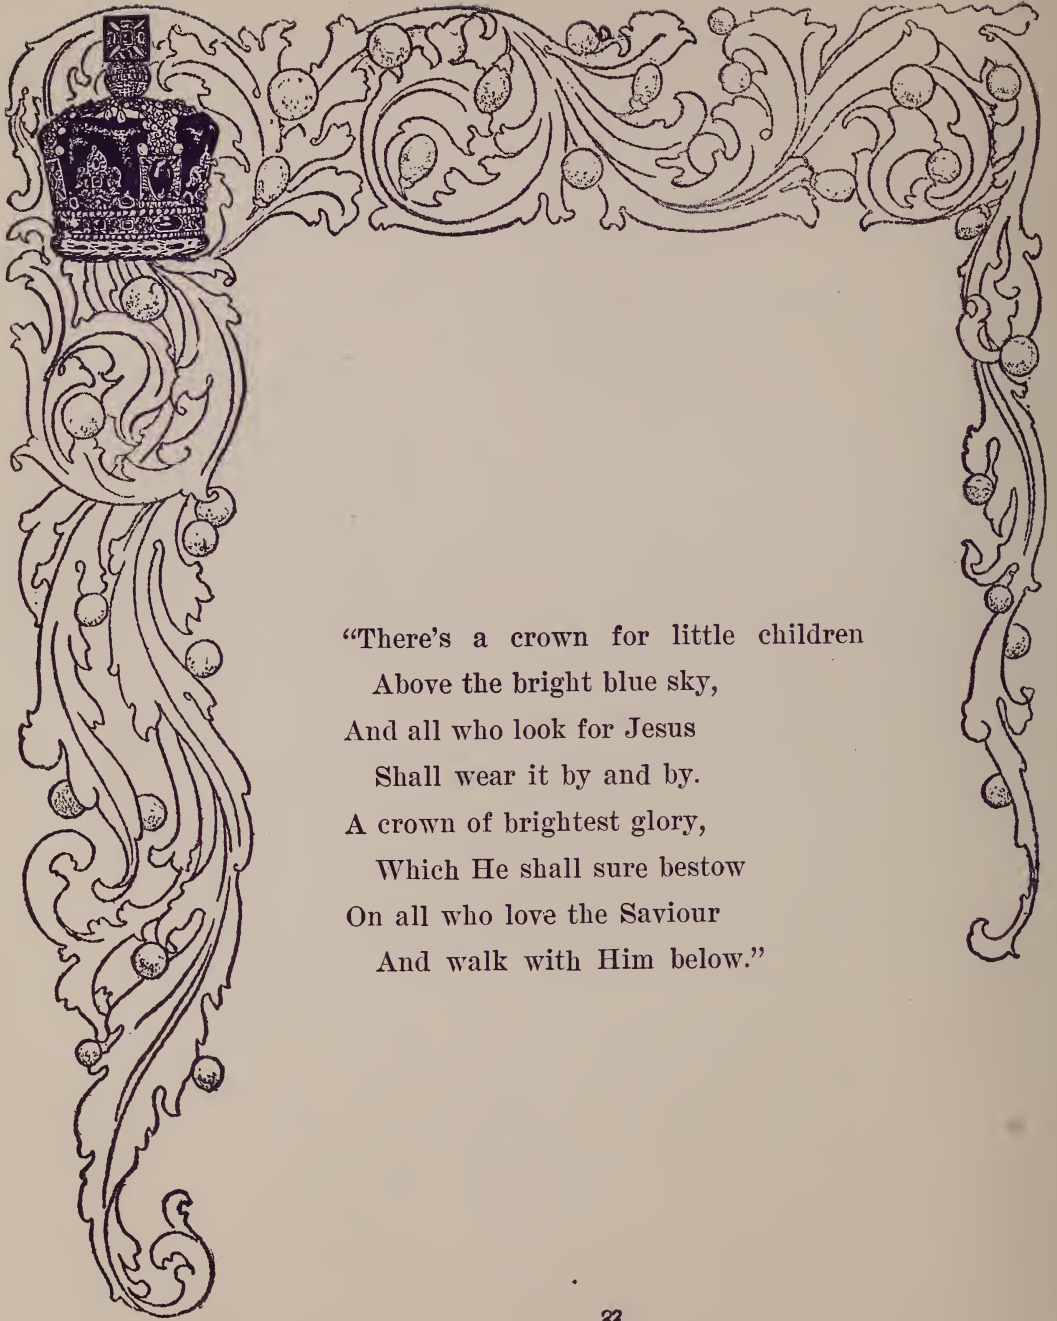 “There’s a crown for little children
Above the bright blue sky,
And all who look for Jesus
Shall wear it by and by.
A crown of brightest glory,
Which He shall sure bestow
On all who love the Saviour
And walk with Him below.”